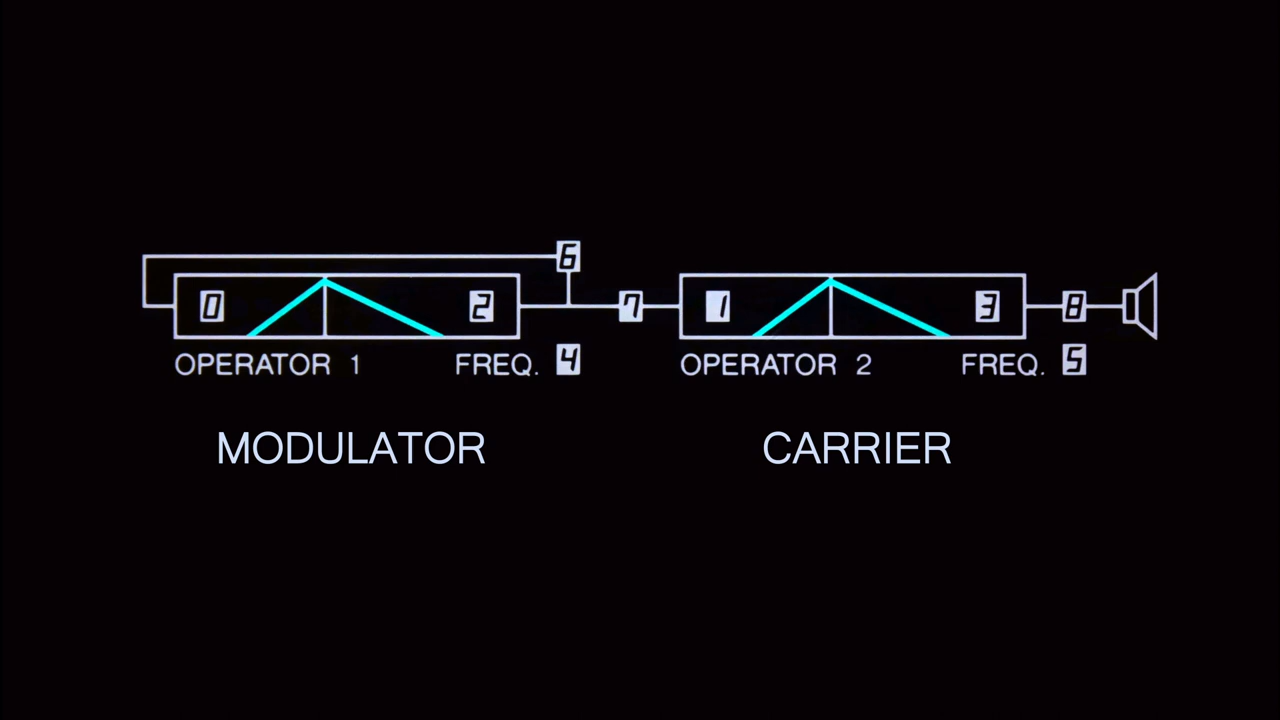 6
0 2 7 1 3 8
OPERATOR 1 FREQ. 4 OPERATOR 2 FREQ. 5
MODULATOR CARRIER